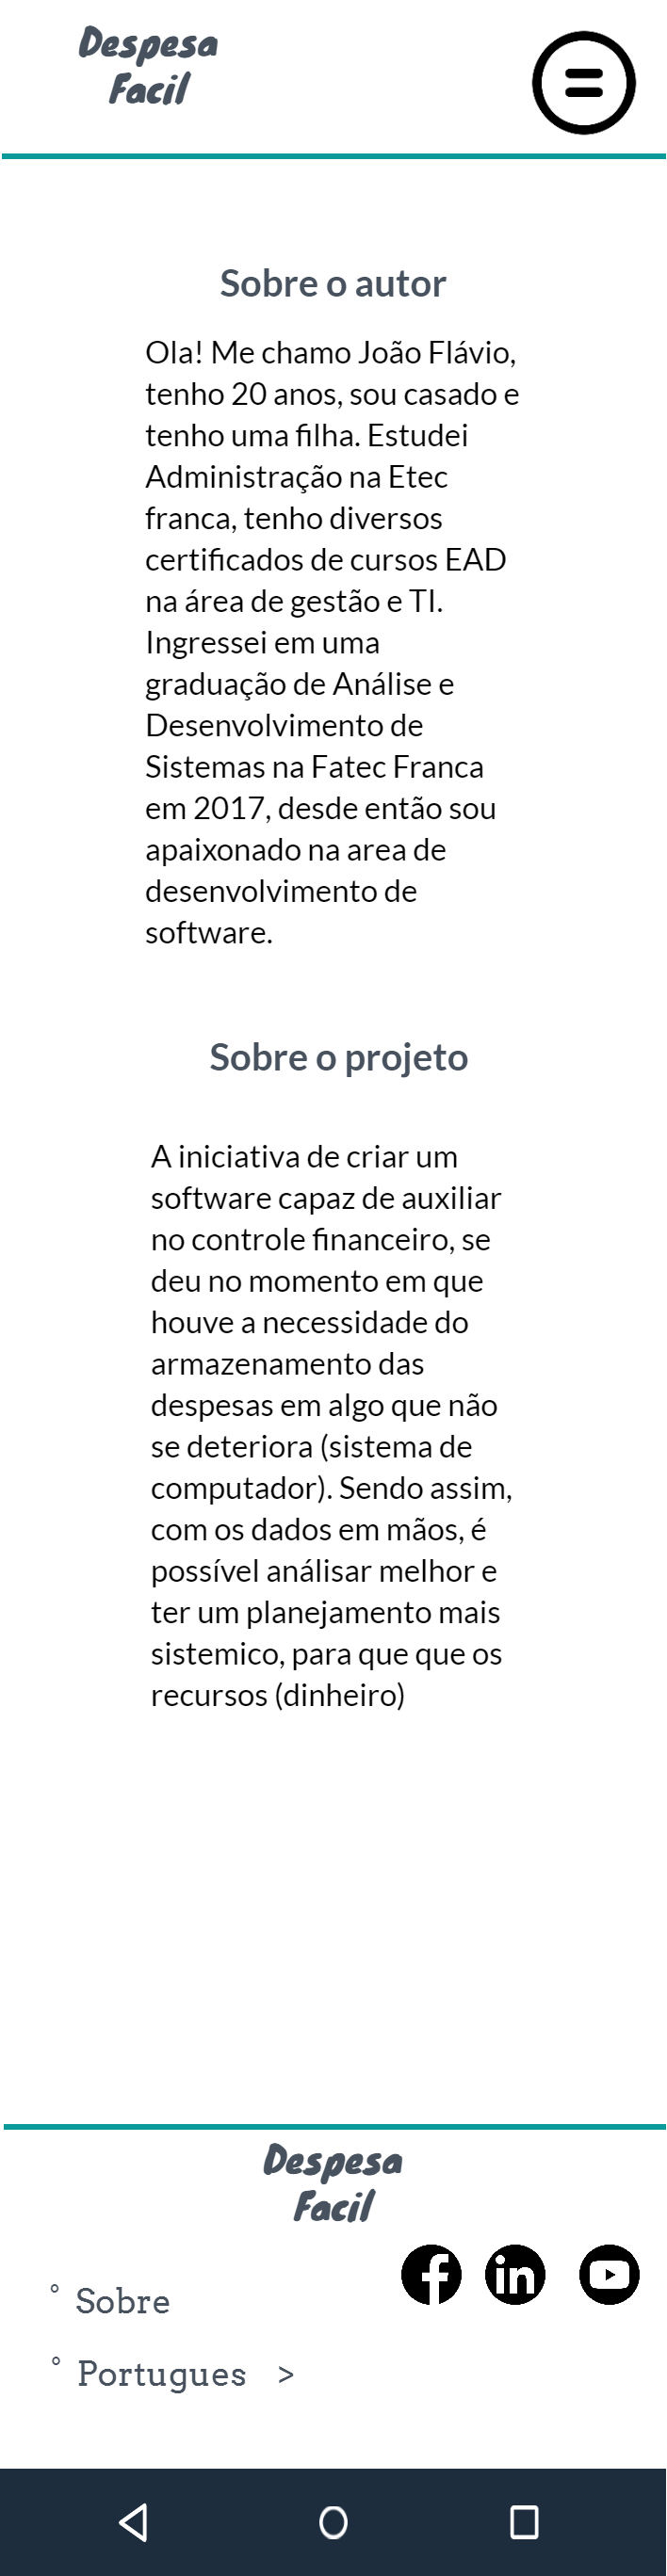 Despesa
Facil
Sobre o autor
Ola! Me chamo João Flávio,
tenho 20 anos, sou casado e
tenho uma filha. Estudei
Administração na Etec
franca, tenho diversos
certificados de cursos EAD
na área de gestão e TI.
Ingressei em uma
graduação de Análise e
Desenvolvimento de
Sistemas na Fatec Franca
em 2017, desde então sou
apaixonado na area de
desenvolvimento de
software.
Sobre o projeto
A iniciativa de criar um
software capaz de auxiliar
no controle financeiro, se
deu no momento em que
houve a necessidade do
armazenamento das
despesas em algo que não
se deteriora (sistema de
computador). Sendo assim,
com os dados em mãos, é
possível análisar melhor e
ter um planejamento mais
sistemico, para que que os
recursos (dinheiro)
Despesa
Facil
° Sobre
° Portugues >